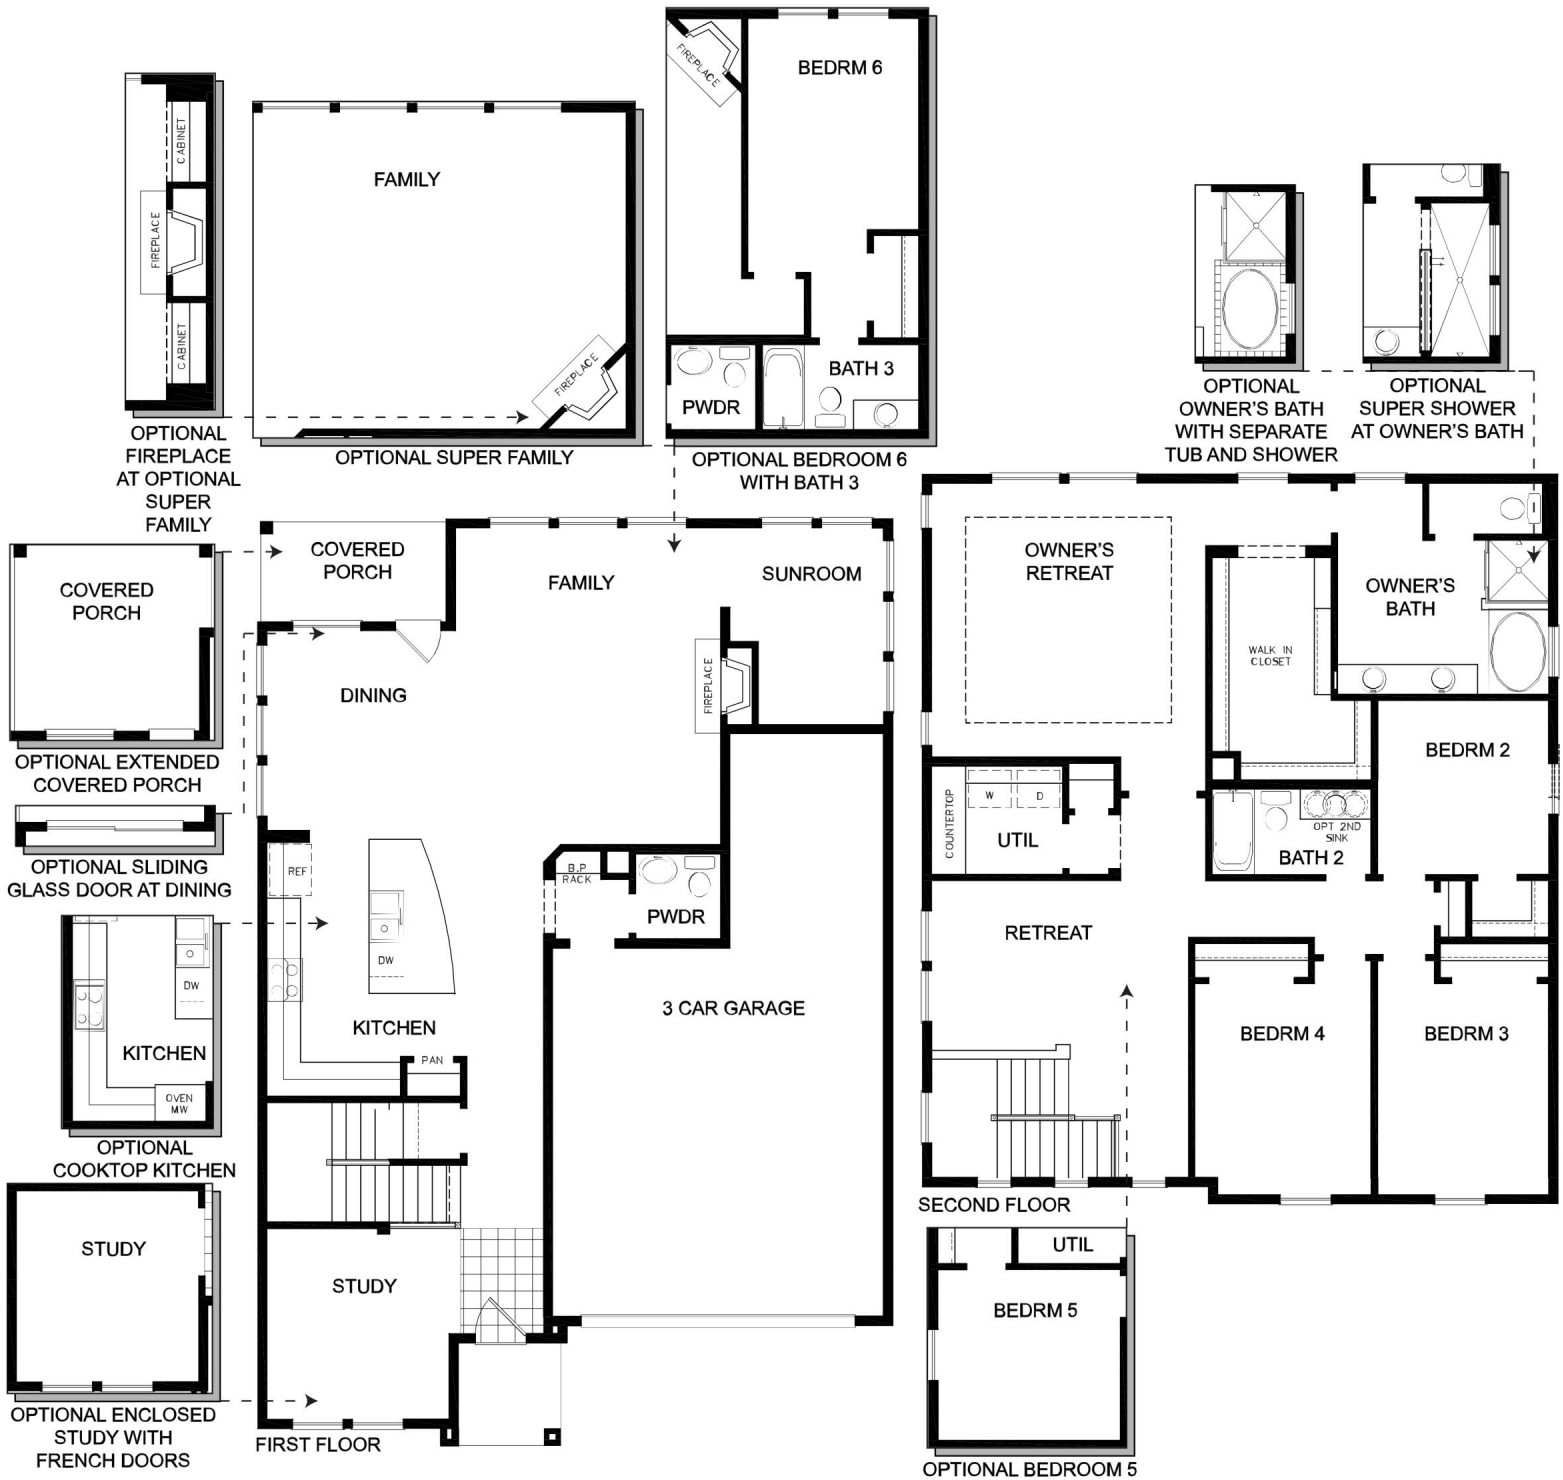 BEDRM 6
FIREPLACE
PWDR
BATH 3
OPTIONAL BEDROOM 6
WITH BATH 3
CABINET
FIREPLACE
CABINET
OPTIONAL
FIREPLACE
AT OPTIONAL
SUPER
FAMILY
FAMILY
FIREPLACE
OPTIONAL SUPER FAMILY
OPTIONAL
OWNER'S BATH
WITH SEPARATE
TUB AND SHOWER
OPTIONAL
SUPER SHOWER
AT OWNER'S BATH
COVERED
PORCH
OPTIONAL EXTENDED
COVERED PORCH
OPTIONAL SLIDING
GLASS DOOR AT DINING
DW
KITCHEN
OVEN
MW
OPTIONAL
COOKTOP KITCHEN
STUDY
OPTIONAL ENCLOSED
STUDY WITH
FRENCH DOORS
COVERED
PORCH
FAMILY
SUNROOM
DINING
FIREPLACE
REF
B.P
RACK
PWDR
DW
KITCHEN
PAN
3 CAR GARAGE
STUDY
FIRST FLOOR
OWNER'S
RETREAT
OWNER'S
BATH
WALK IN
CLOSET
BEDRM 2
COUNTERTOP
W
D
UTIL
OPT 2ND
SINK
BATH 2
RETREAT
BEDRM 4
BEDRM 3
SECOND FLOOR
UTIL
BEDRM 5
OPTIONAL BEDROOM 5